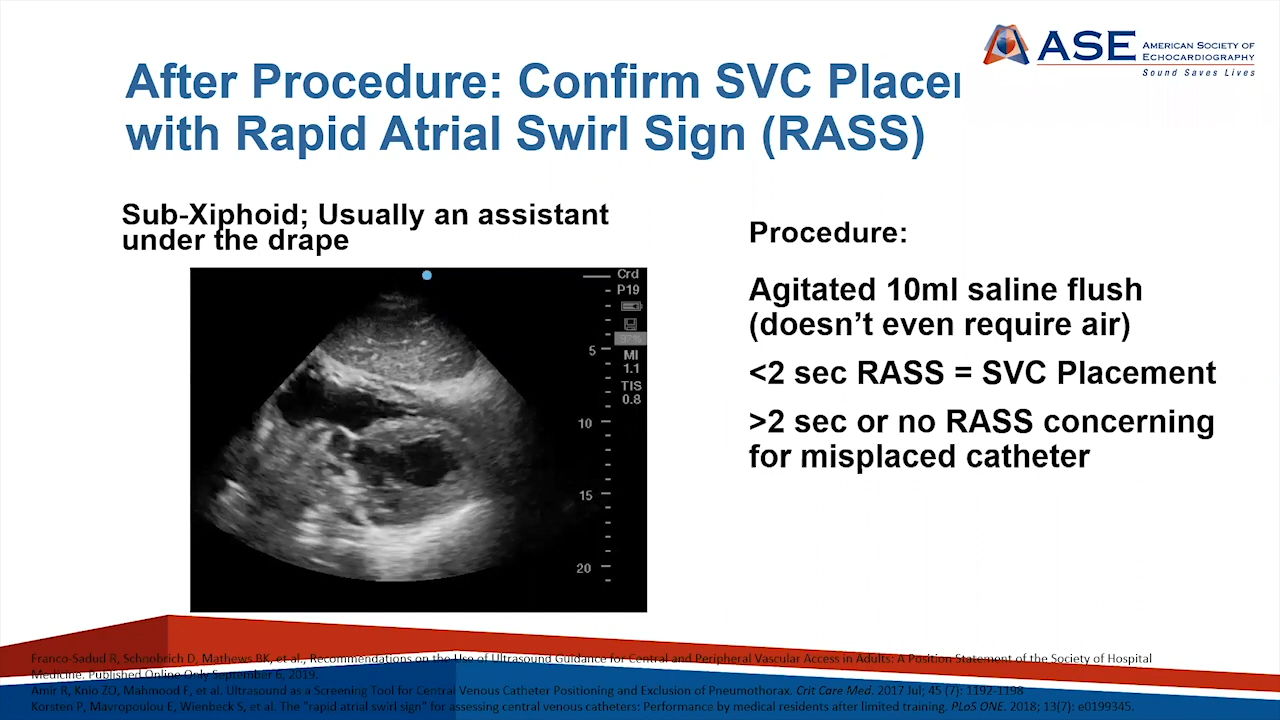 ASE AMERICAN SOCIETY OF
ECHOCARDIOGRAPHY
Sound Saves Lives
After Procedure: Confirm SVC Placer
with Rapid Atrial Swirl Sign (RASS)
Sub-Xiphoid; Usually an assistant
under the drape
Crd
P19
97%
MI
1.1
TIS
0.8
5
10
15
20
Procedure:
Agitated 10ml saline flush
(doesn’t even require air)
<2 sec RASS = SVC Placement
>2 sec or no RASS concerning
for misplaced catheter
Franco-Sadud R, Schnobrich D, Mathews BK, et al., Recommendations on the Use of Ultrasound Guidance for Central and Peripheral Vascular Access in Adults: A Position Statement of the Society of Hospital
Medicine. Published Online Only September 6, 2019.
Amir R, Knio ZO, Mahmood F, et al. Ultrasound as a Screening Tool for Central Venous Catheter Positioning and Exclusion of Pneumothorax. Crit Care Med. 2017 Jul; 45 (7): 1192-1198
Korsten P, Mavropoulou E, Wienbeck S, et al. The "rapid atrial swirl sign" for assessing central venous catheters: Performance by medical residents after limited training. PLoS ONE. 2018; 13(7): e0199345.